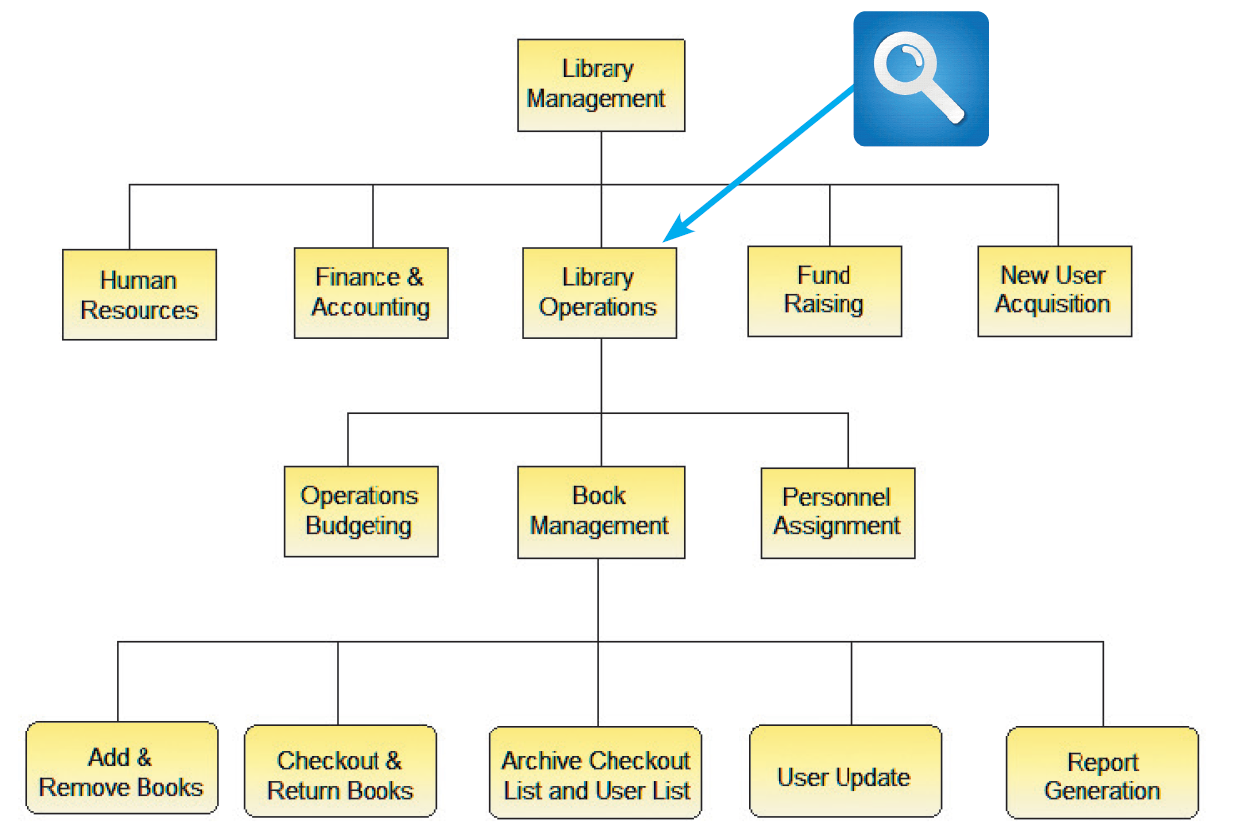 Library
Management
Human
Resources
Finance &
Accounting
Library
Operations
Fund
Raising
New User
Acquisition
Operations
Budgeting
Bock
Management
Personnel
Assignment
Add &
Remove Books
Checkout &
Return Books
Archive Checkout
List and User List
User Update
Report
Generation